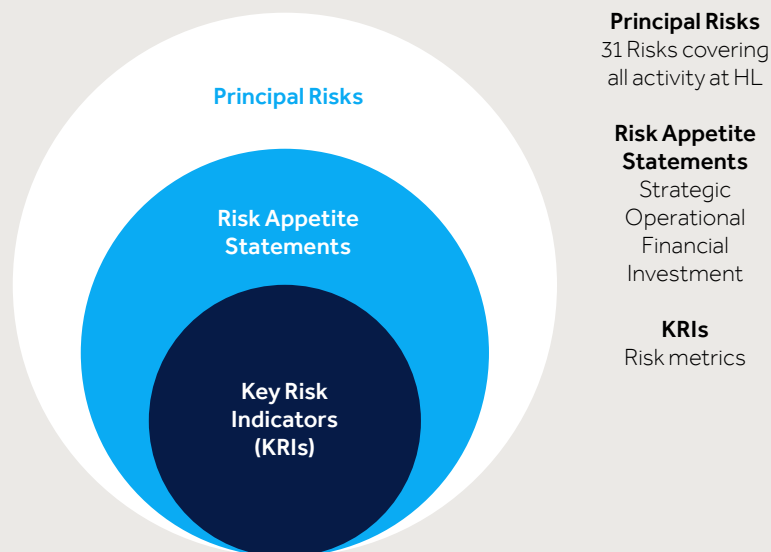 Principal Risks
Risk Appetite
Statements
Key Risk
Indicators
(KRIs)
Principal Risks
31 Risks covering
all activity at HL
Risk Appetite
Statements
Strategic
Operational
Financial
Investment
KRIs
Risk metrics